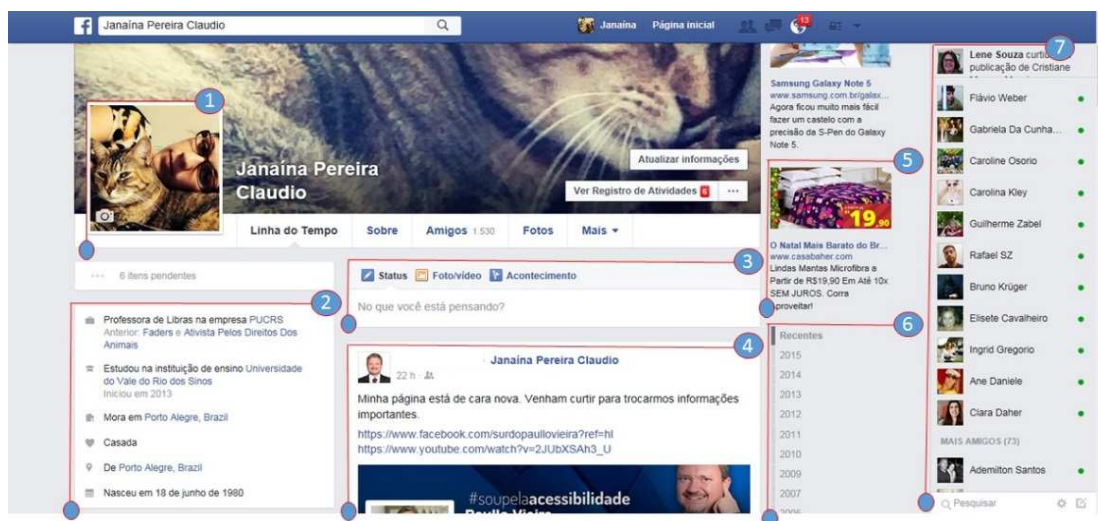 Janaína Pereira Claudio
Janaína
Página inicial
13
1
Janaína Pereira
Claudio
Atualizar informações
Ver Registro de Atividades 6 ...
Linha do Tempo Sobre Amigos 1.530 Fotos Mais
... 6 itens pendentes
2
Professora de Libras na empresa PUCRS
Anterior: Faders e Ativista Pelos Direitos Dos
Animais
Estudou na instituição de ensino Universidade
do Vale do Rio dos Sinos
Iniciou em 2013
Mora em Porto Alegre, Brazil
Casada
De Porto Alegre, Brazil
Nasceu em 18 de junho de 1980
3
Status Foto/vídeo Acontecimento
No que você está pensando?
4
Janaína Pereira Claudio
22 h
Minha página está de cara nova. Venham curtir para trocarmos informações
importantes.
https://www.facebook.com/surdopaullovieira?ref=hl
https://www.youtube.com/watch?v=2JUbXSAh3_U
#soupelaacessibilidade
Paullo Vieira
Samsung Galaxy Note 5
www.samsung.com.br/galax...
Agora ficou muito mais fácil
fazer um castelo com a
precisão da S-Pen do Galaxy
Note 5.
5
19,90
O Natal Mais Barato do Br...
www.casabaher.com
Lindas Mantas Microfibra a
Partir de R$19,90 Em Até 10x
SEM JUROS. Corra
Aproveitar!
6
Recentes
2015
2014
2013
2012
2011
2010
2009
2007
2006
7
Lene Souza curtiu
publicação de Cristiane
Flávio Weber
Gabriela Da Cunha...
Caroline Osorio
Carolina Kley
Guilherme Zabel
Rafael SZ
Bruno Krüger
Elisete Cavalheiro
Ingrid Gregorio
Ane Daniele
Clara Daher
MAIS AMIGOS (73)
Ademilton Santos
Pesquisar